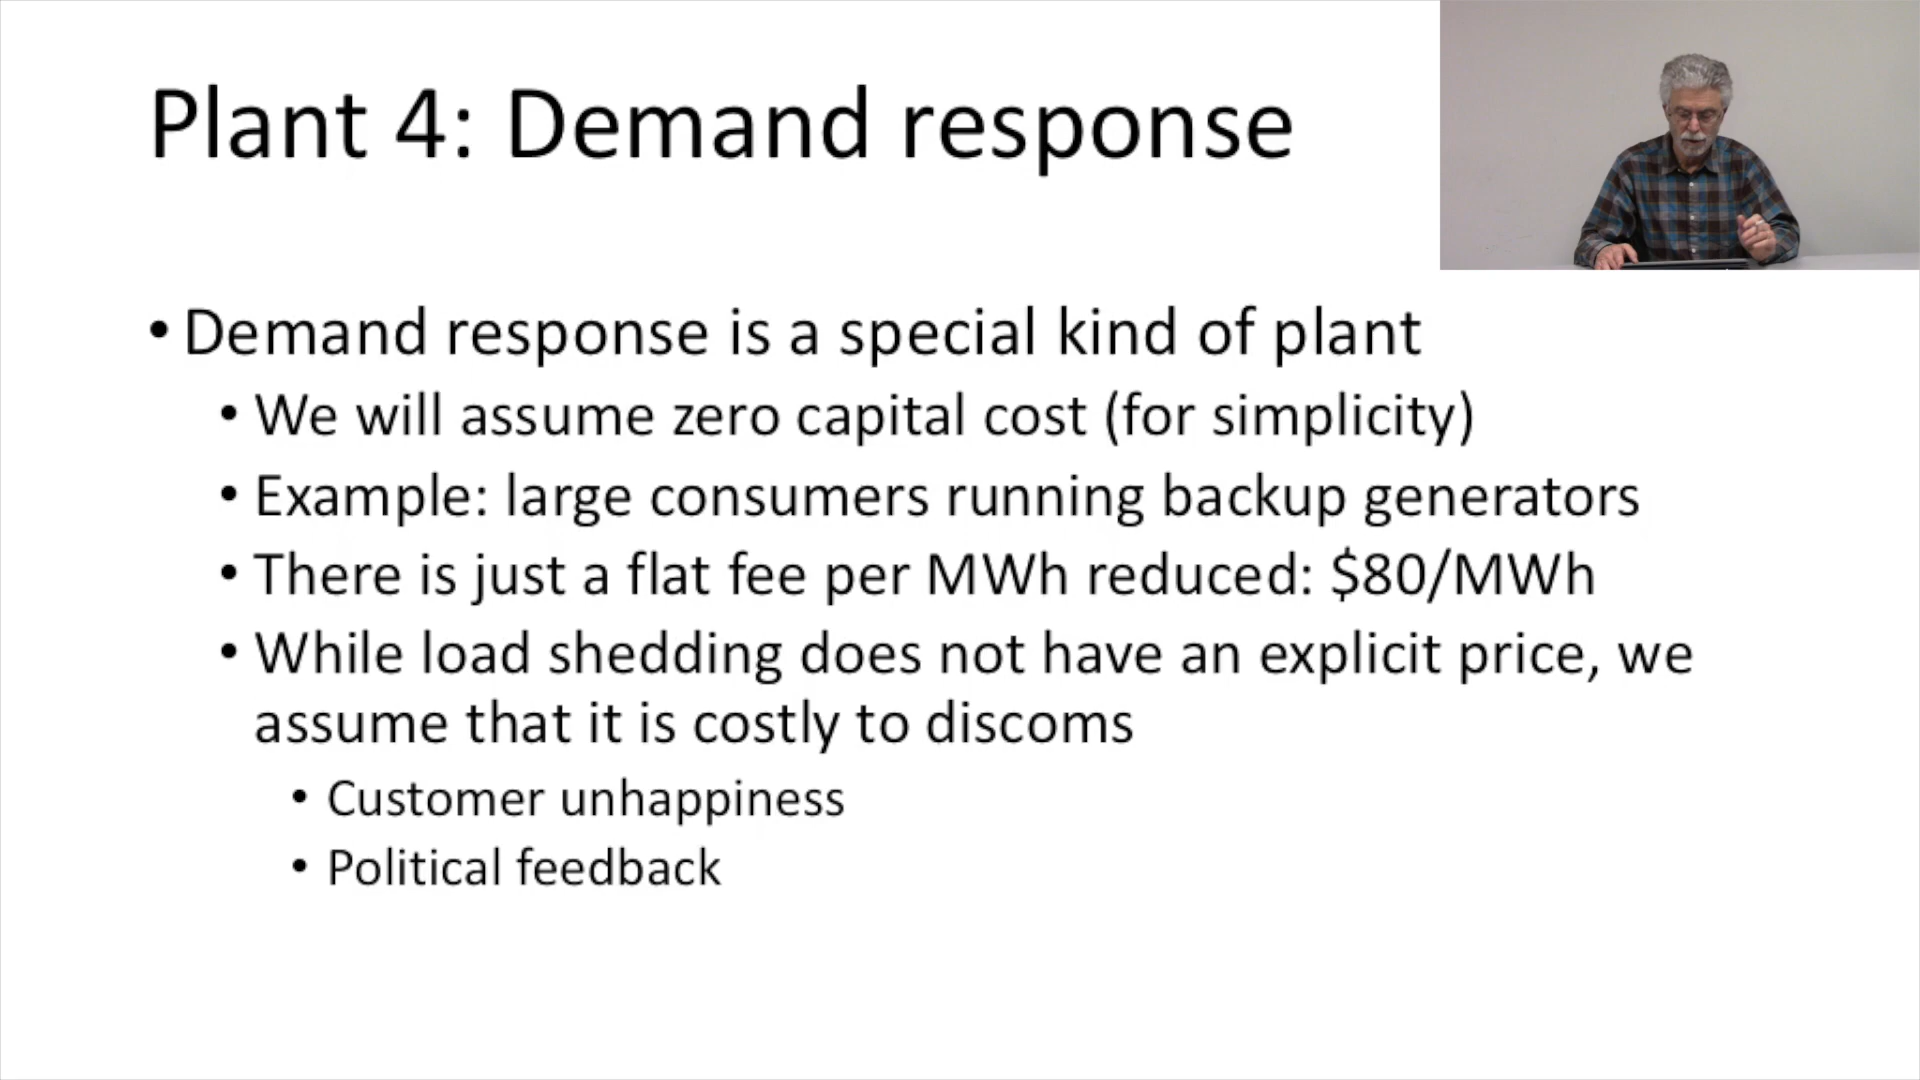 Plant 4: Demand response
• Demand response is a special kind of plant
• We will assume zero capital cost (for simplicity)
• Example: large consumers running backup generators
• There is just a flat fee per MWh reduced: $80/MWh
• While load shedding does not have an explicit price, we
assume that it is costly to discoms
• Customer unhappiness
• Political feedback